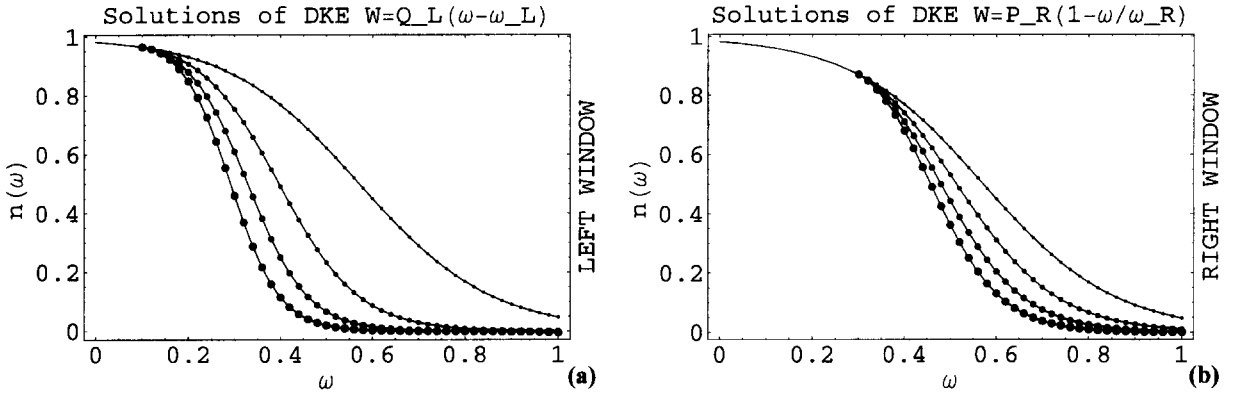 Solutions of DKE W=Q_L(ω-ω_L)
1
0.8
0.6
0.4
0.2
0
n(ω)
0 0.2 0.4 0.6 0.8 1
ω
LEFT WINDOW
(a)
Solutions of DKE W=P_R(1-ω/ω_R)
1
0.8
0.6
0.4
0.2
0
n(ω)
0 0.2 0.4 0.6 0.8 1
ω
RIGHT WINDOW
(b)